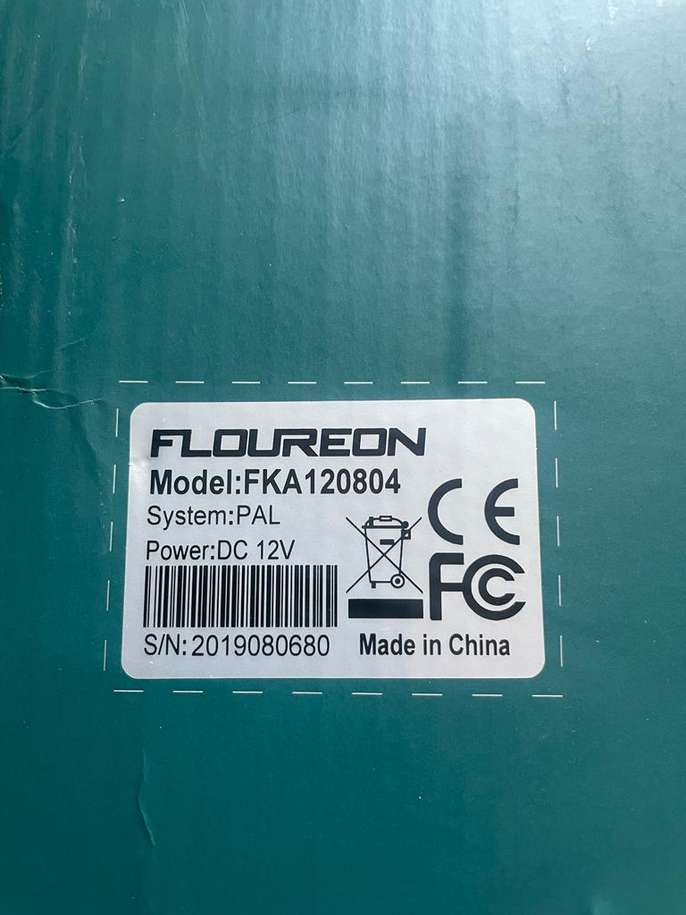 FLOUREON
Model:FKA120804
System:PAL
Power:DC 12V
CE
FC
S/N: 2019080680
Made in China